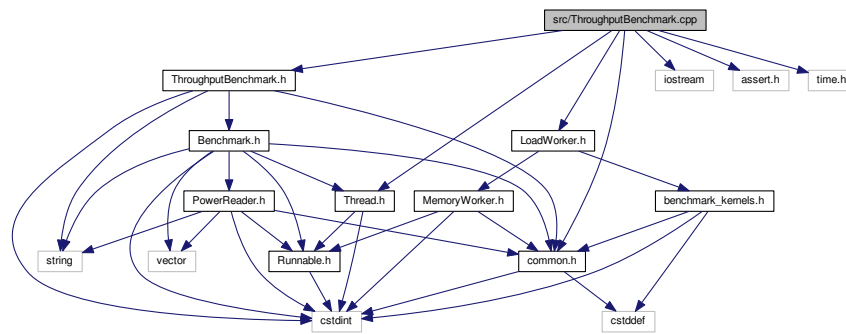 src/ThroughputBenchmark.cpp
ThroughputBenchmark.h
iostream
assert.h
time.h
Benchmark.h
LoadWorker.h
PowerReader.h
Thread.h
MemoryWorker.h
benchmark_kernels.h
string
vector
Runnable.h
common.h
cstdint
cstddef